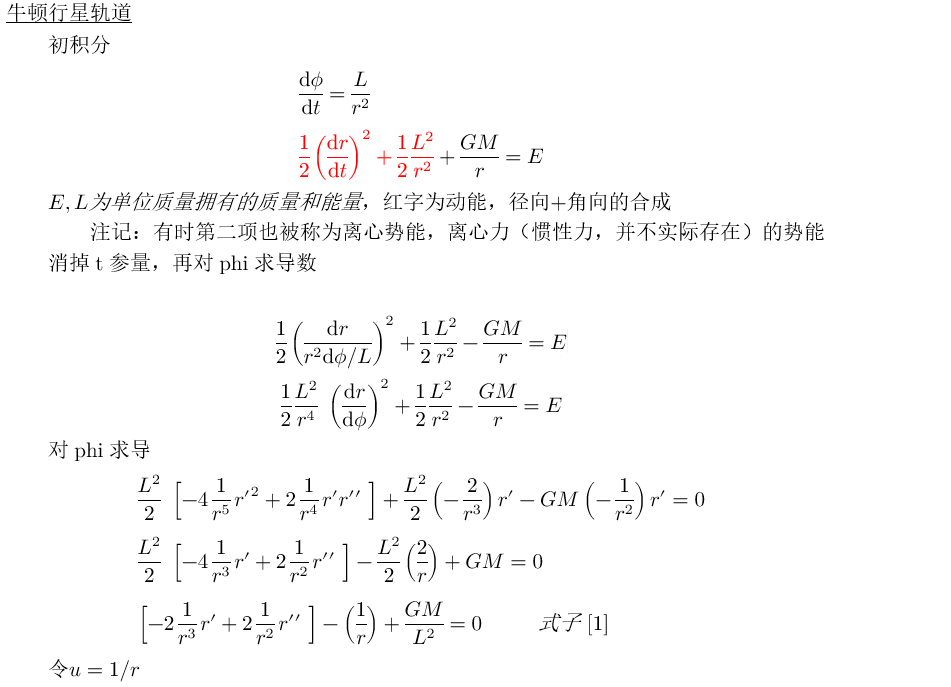 牛顿行星轨道
初积分
\frac{\mathrm{d}\phi}{\mathrm{d}t} = \frac{L}{r^2}
\frac{1}{2}\left(\frac{\mathrm{d}r}{\mathrm{d}t}\right)^2 + \frac{1}{2}\frac{L^2}{r^2} + \frac{GM}{r} = E
E, L为单位质量拥有的质量和能量，红字为动能，径向+角向的合成
注记：有时第二项也被称为离心势能，离心力（惯性力，并不实际存在）的势能
消掉 t 参量，再对 phi 求导数
\frac{1}{2}\left(\frac{\mathrm{d}r}{r^2\mathrm{d}\phi/L}\right)^2 + \frac{1}{2}\frac{L^2}{r^2} - \frac{GM}{r} = E
\frac{1}{2}\frac{L^2}{r^4}\left(\frac{\mathrm{d}r}{\mathrm{d}\phi}\right)^2 + \frac{1}{2}\frac{L^2}{r^2} - \frac{GM}{r} = E
对 phi 求导
\frac{L^2}{2}\left[-4\frac{1}{r^5}r'^2 + 2\frac{1}{r^4}r'r''\right] + \frac{L^2}{2}\left(-\frac{2}{r^3}\right)r' - GM\left(-\frac{1}{r^2}\right)r' = 0
\frac{L^2}{2}\left[-4\frac{1}{r^3}r' + 2\frac{1}{r^2}r''\right] - \frac{L^2}{2}\left(\frac{2}{r}\right) + GM = 0
\left[-2\frac{1}{r^3}r' + 2\frac{1}{r^2}r''\right] - \left(\frac{1}{r}\right) + \frac{GM}{L^2} = 0 式子 [1]
令u = 1/r